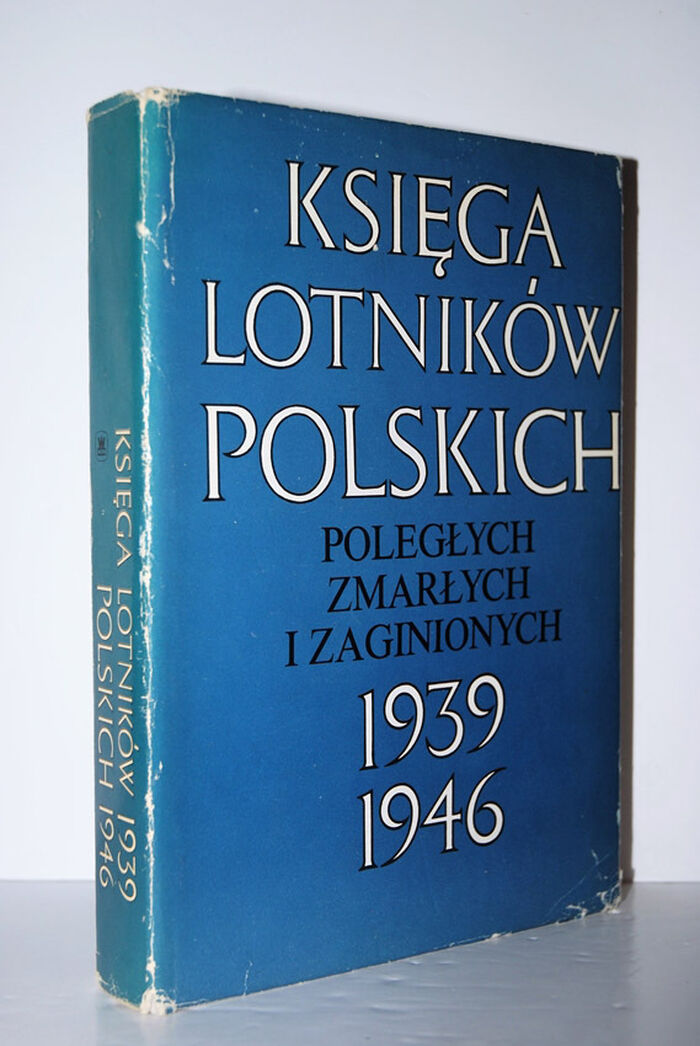 KSIĘGA
LOTNIKÓW
POLSKICH
POLEGŁYCH
ZMARŁYCH
I ZAGINIONYCH
1939
1946
KSIĘGA LOTNIKÓW 1939
POLSKICH 1946